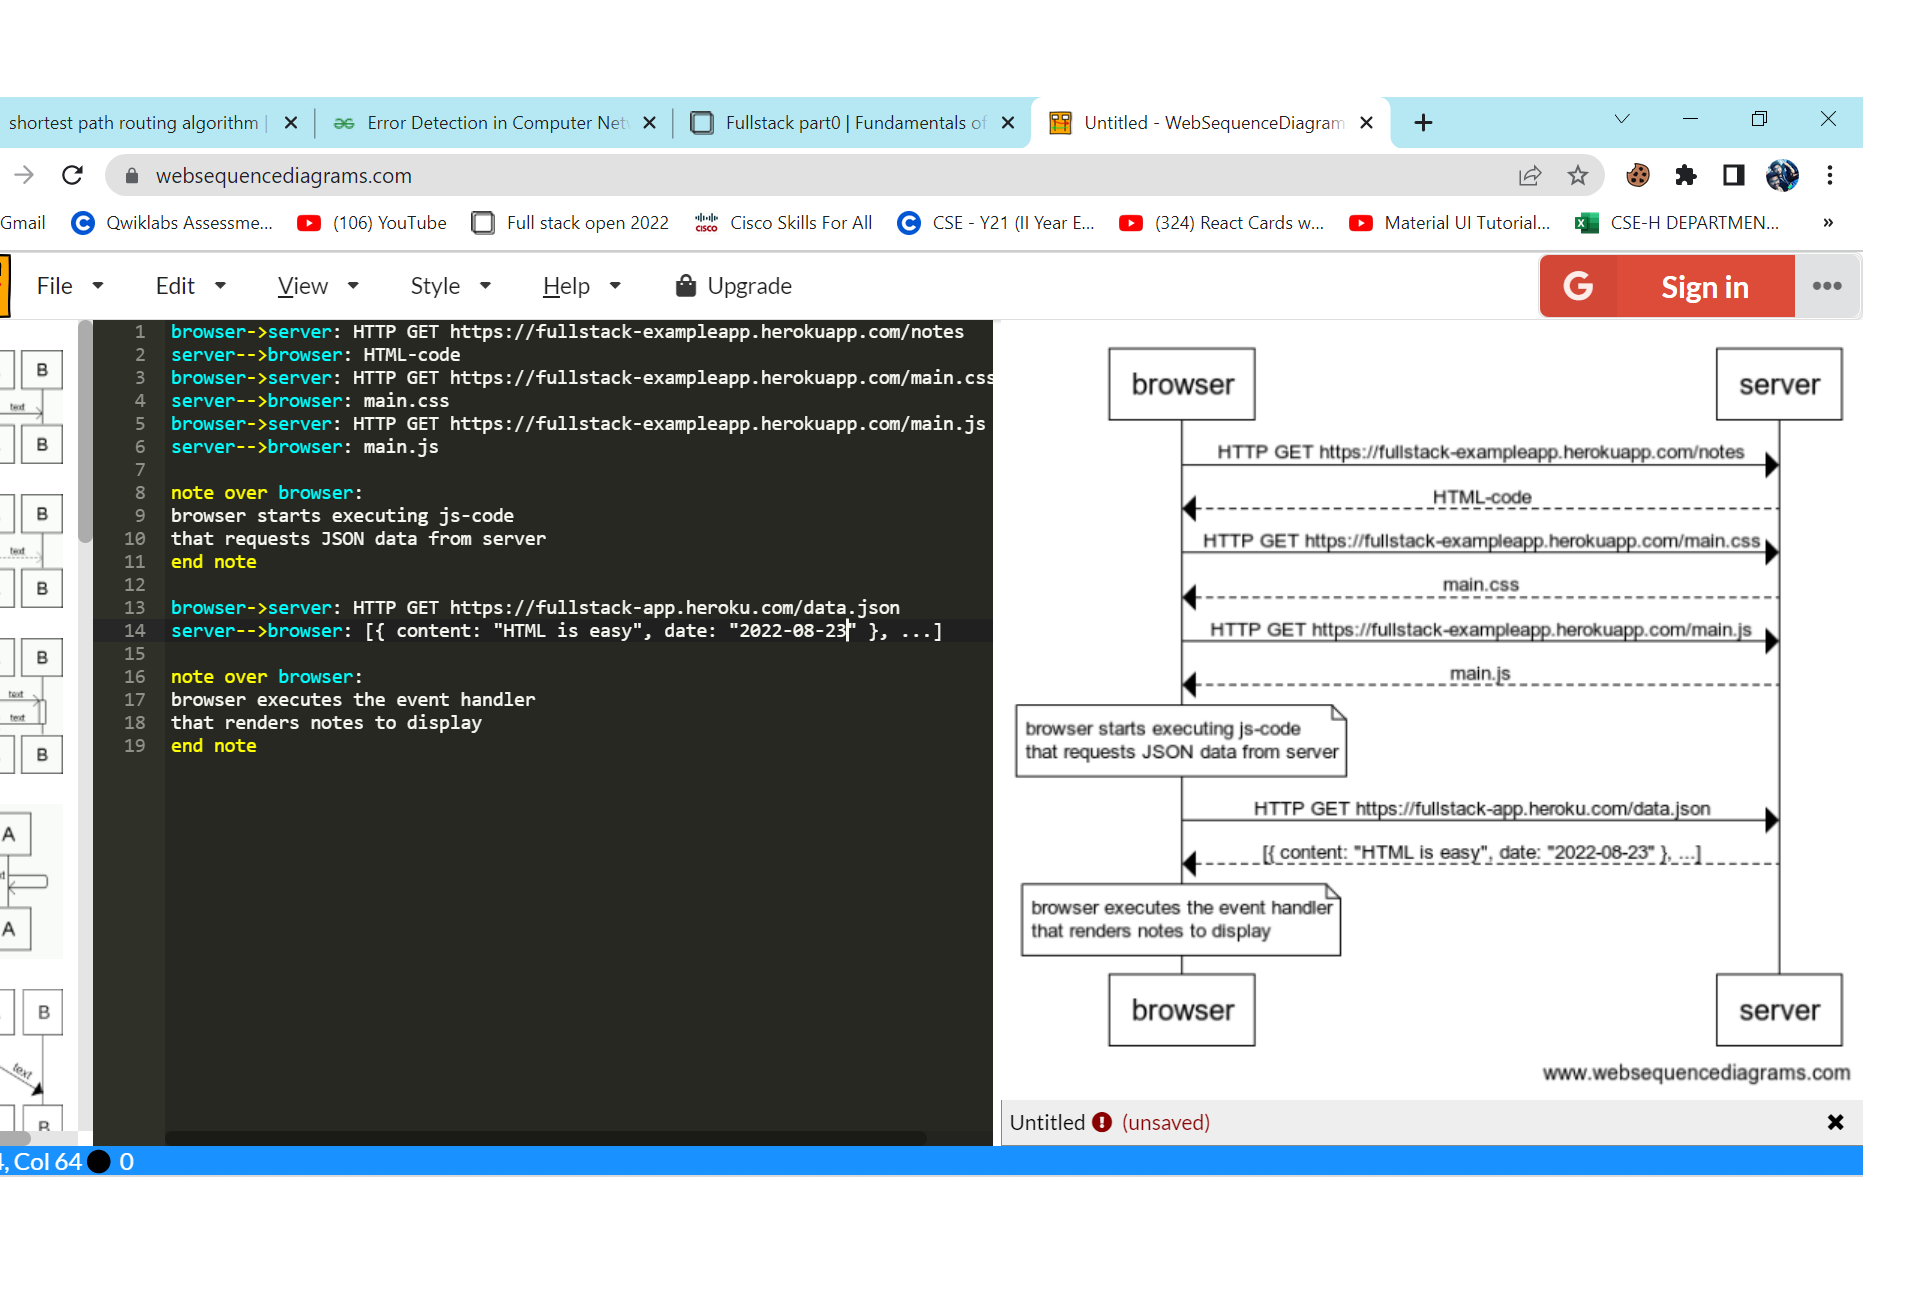 shortest path routing algorithm |
Error Detection in Computer Net
Fullstack part0 | Fundamentals of
Untitled - WebSequenceDiagram
websequencediagrams.com
Gmail
Qwiklabs Assessme...
(106) YouTube
Full stack open 2022
Cisco Skills For All
CSE - Y21 (II Year E...
(324) React Cards w...
Material UI Tutorial...
CSE-H DEPARTMEN...
»
File
Edit
View
Style
Help
Upgrade
G
Sign in
B
text
B
B
text
B
B
text
text
B
A
A
B
text
B
1 browser->server: HTTP GET https://fullstack-exampleapp.herokuapp.com/notes
2 server-->browser: HTML-code
3 browser->server: HTTP GET https://fullstack-exampleapp.herokuapp.com/main.css
4 server-->browser: main.css
5 browser->server: HTTP GET https://fullstack-exampleapp.herokuapp.com/main.js
6 server-->browser: main.js
7
8 note over browser:
9 browser starts executing js-code
10 that requests JSON data from server
11 end note
12
13 browser->server: HTTP GET https://fullstack-app.heroku.com/data.json
14 server-->browser: [{ content: "HTML is easy", date: "2022-08-23" }, ...]
15
16 note over browser:
17 browser executes the event handler
18 that renders notes to display
19 end note
browser
server
HTTP GET https://fullstack-exampleapp.herokuapp.com/notes
HTML-code
HTTP GET https://fullstack-exampleapp.herokuapp.com/main.css
main.css
HTTP GET https://fullstack-exampleapp.herokuapp.com/main.js
main.js
browser starts executing js-code
that requests JSON data from server
HTTP GET https://fullstack-app.heroku.com/data.json
[{ content: "HTML is easy", date: "2022-08-23" }, ...]
browser executes the event handler
that renders notes to display
browser
server
www.websequencediagrams.com
Untitled
(unsaved)
, Col 64
0